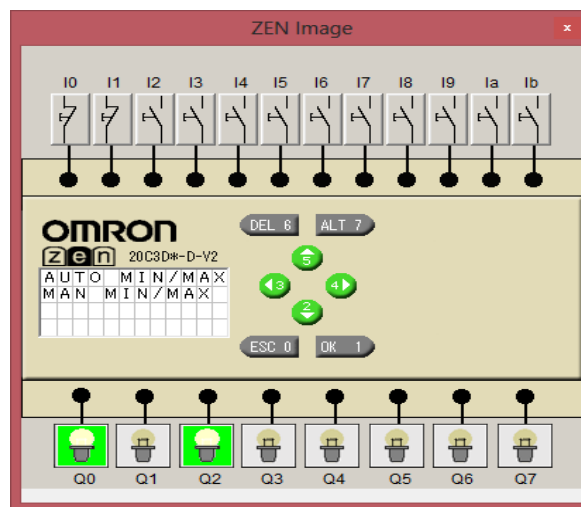 ZEN Image
x
I0 I1 I2 I3 I4 I5 I6 I7 I8 I9 Ia Ib
OMRON
zen 20C3D*-D-V2
AUTO MIN/MAX
MAN MIN/MAX
DEL 6 ALT 7
5
3 4
2
ESC 0 OK 1
Q0 Q1 Q2 Q3 Q4 Q5 Q6 Q7